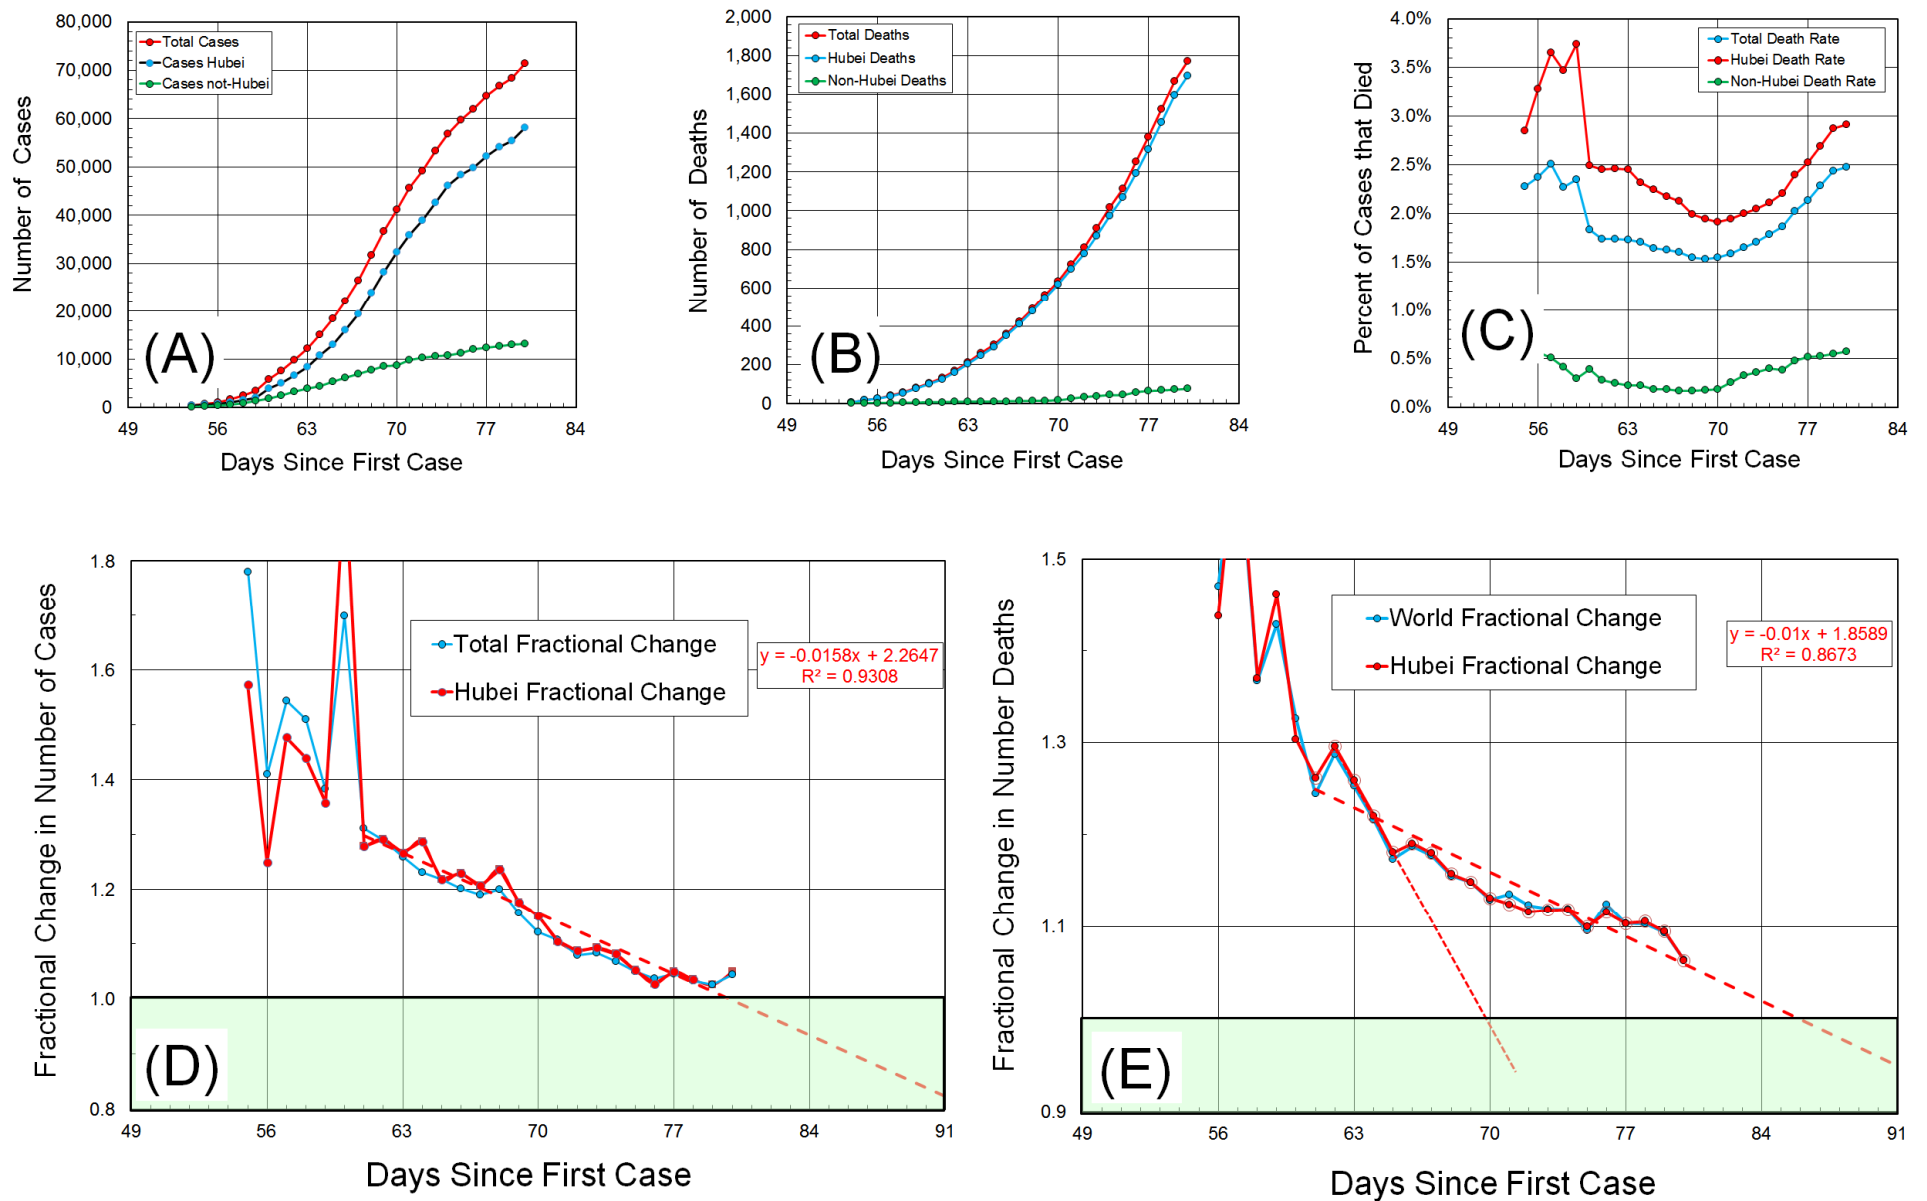 80,000
70,000
60,000
50,000
40,000
30,000
20,000
10,000
0
Number of Cases
Total Cases
Cases Hubei
Cases not-Hubei
(A)
49 56 63 70 77 84
Days Since First Case
2,000
1,800
1,600
1,400
1,200
1,000
800
600
400
200
0
Number of Deaths
Total Deaths
Hubei Deaths
Non-Hubei Deaths
(B)
49 56 63 70 77 84
Days Since First Case
4.0%
3.5%
3.0%
2.5%
2.0%
1.5%
1.0%
0.5%
0.0%
Percent of Cases that Died
Total Death Rate
Hubei Death Rate
Non-Hubei Death Rate
(C)
49 56 63 70 77 84
Days Since First Case
1.8
1.6
1.4
1.2
1.0
0.8
Fractional Change in Number of Cases
Total Fractional Change
Hubei Fractional Change
y = -0.0158x + 2.2647
R² = 0.9308
(D)
49 56 63 70 77 84 91
Days Since First Case
1.5
1.3
1.1
0.9
Fractional Change in Number Deaths
World Fractional Change
Hubei Fractional Change
y = -0.01x + 1.8589
R² = 0.8673
(E)
49 56 63 70 77 84 91
Days Since First Case